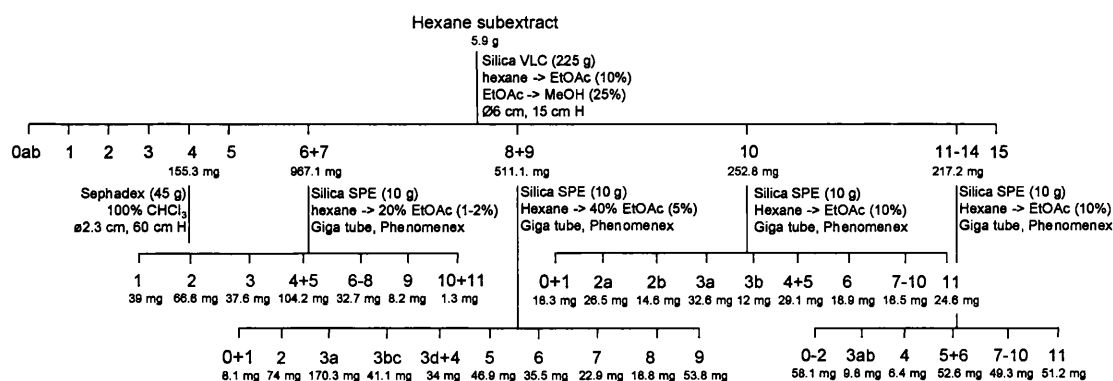 Hexane subextract
5.9 g
Silica VLC (225 g)
hexane -> EtOAc (10%)
EtOAc -> MeOH (25%)
Ø6 cm, 15 cm H
0ab 1 2 3 4 5 6+7 8+9 10 11-14 15
155.3 mg 967.1 mg 511.1. mg 252.8 mg 217.2 mg
Sephadex (45 g)
100% CHCl₃
ø2.3 cm, 60 cm H
Silica SPE (10 g)
hexane -> 20% EtOAc (1-2%)
Giga tube, Phenomenex
Silica SPE (10 g)
Hexane -> 40% EtOAc (5%)
Giga tube, Phenomenex
Silica SPE (10 g)
Hexane -> EtOAc (10%)
Giga tube, Phenomenex
Silica SPE (10 g)
Hexane -> EtOAc (10%)
Giga tube, Phenomenex
1 2 3 4+5 6-8 9 10+11
39 mg 66.6 mg 37.6 mg 104.2 mg 32.7 mg 8.2 mg 1.3 mg
0+1 2a 2b 3a 3b 4+5 6 7-10 11
18.3 mg 26.5 mg 14.6 mg 32.6 mg 12 mg 29.1 mg 18.9 mg 18.5 mg 24.6 mg
0+1 2 3a 3bc 3d+4 5 6 7 8 9
8.1 mg 74 mg 170.3 mg 41.1 mg 34 mg 46.9 mg 35.5 mg 22.9 mg 18.8 mg 53.8 mg
0-2 3ab 4 5+6 7-10 11
58.1 mg 9.6 mg 6.4 mg 52.6 mg 49.3 mg 51.2 mg